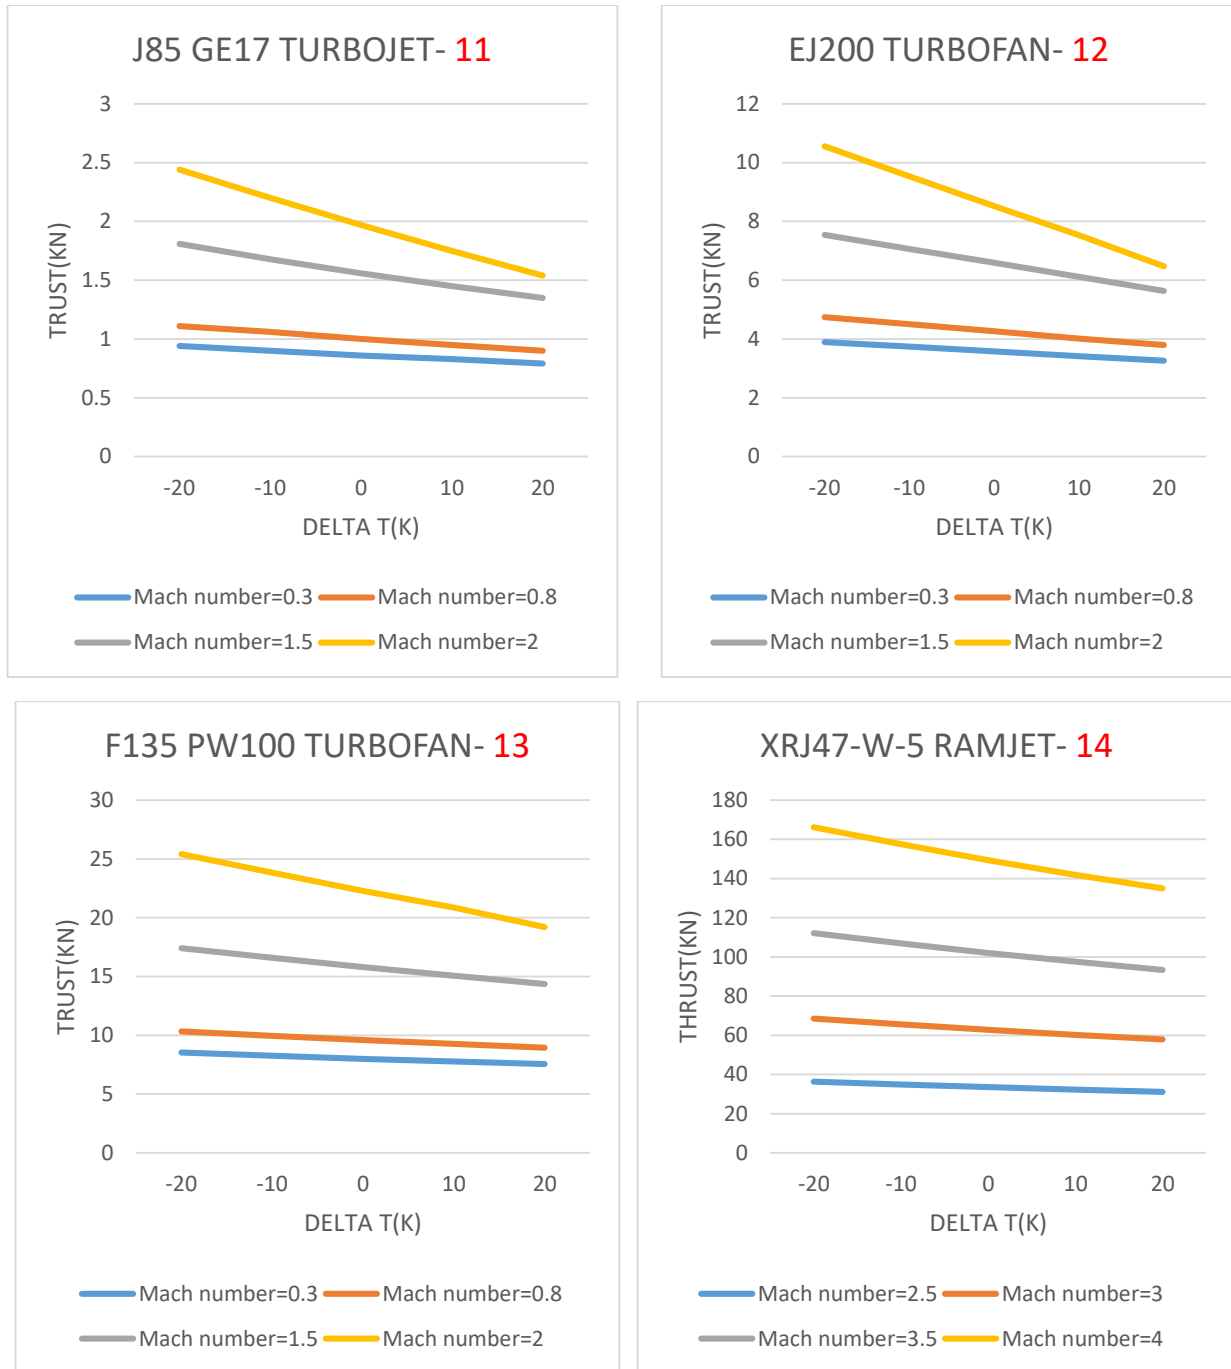 J85 GE17 TURBOJET- 11
3
2.5
2
1.5
1
0.5
0
TRUST(KN)
-20 -10 0 10 20
DELTA T(K)
Mach number=0.3 Mach number=0.8
Mach number=1.5 Mach number=2
EJ200 TURBOFAN- 12
12
10
8
6
4
2
0
TRUST(KN)
-20 -10 0 10 20
DELTA T(K)
Mach number=0.3 Mach number=0.8
Mach number=1.5 Mach numbr=2
F135 PW100 TURBOFAN- 13
30
25
20
15
10
5
0
TRUST(KN)
-20 -10 0 10 20
DELTA T(K)
Mach number=0.3 Mach number=0.8
Mach number=1.5 Mach number=2
XRJ47-W-5 RAMJET- 14
180
160
140
120
100
80
60
40
20
0
THRUST(KN)
-20 -10 0 10 20
DELTA T(K)
Mach number=2.5 Mach number=3
Mach number=3.5 Mach number=4